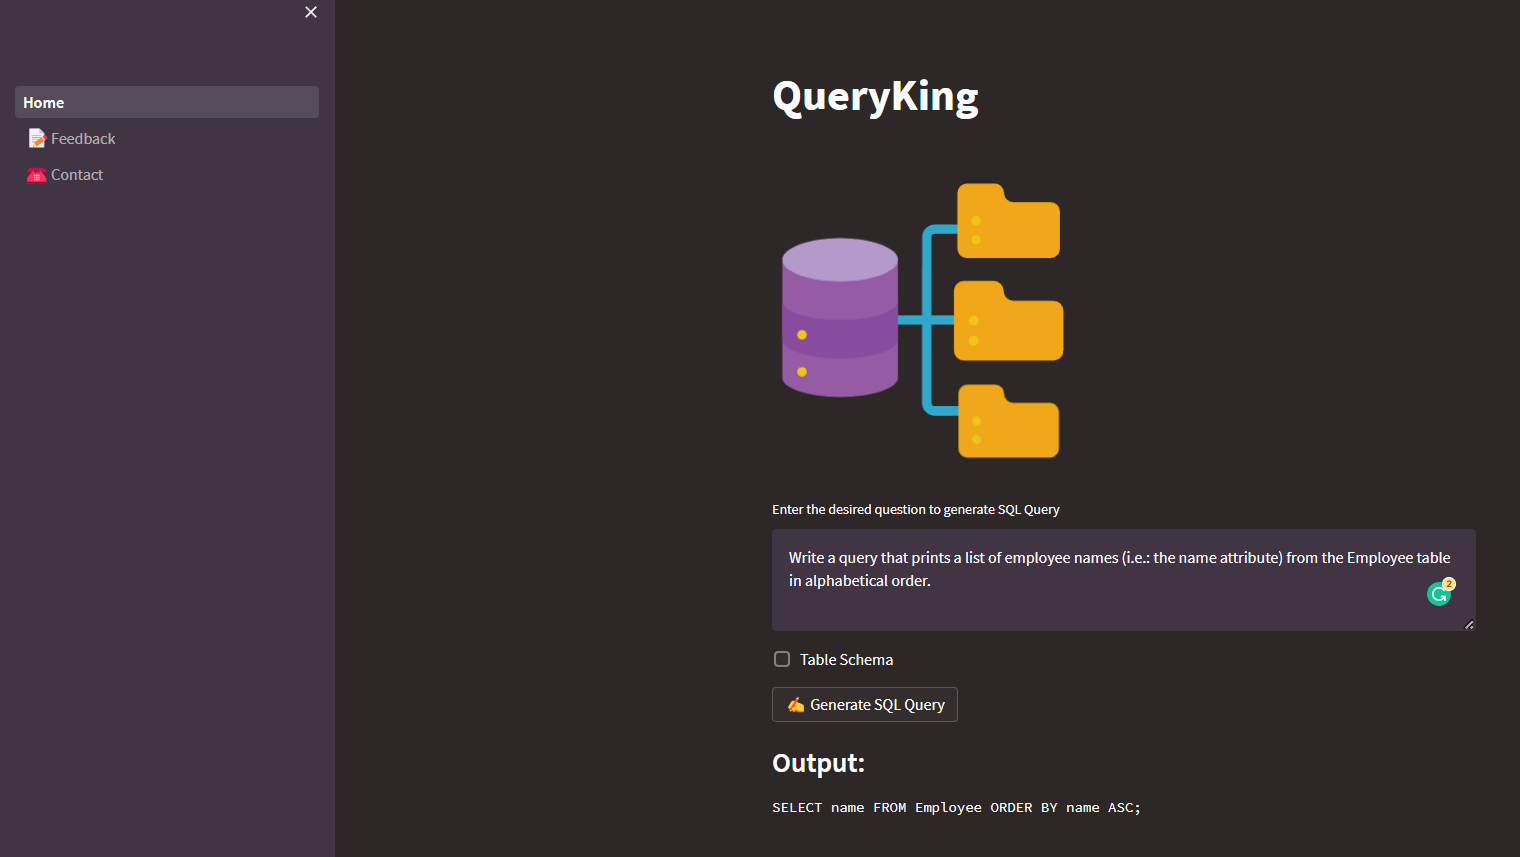 Home
Feedback
Contact
QueryKing
Enter the desired question to generate SQL Query
Write a query that prints a list of employee names (i.e.: the name attribute) from the Employee table
in alphabetical order.
2
Table Schema
Generate SQL Query
Output:
SELECT name FROM Employee ORDER BY name ASC;